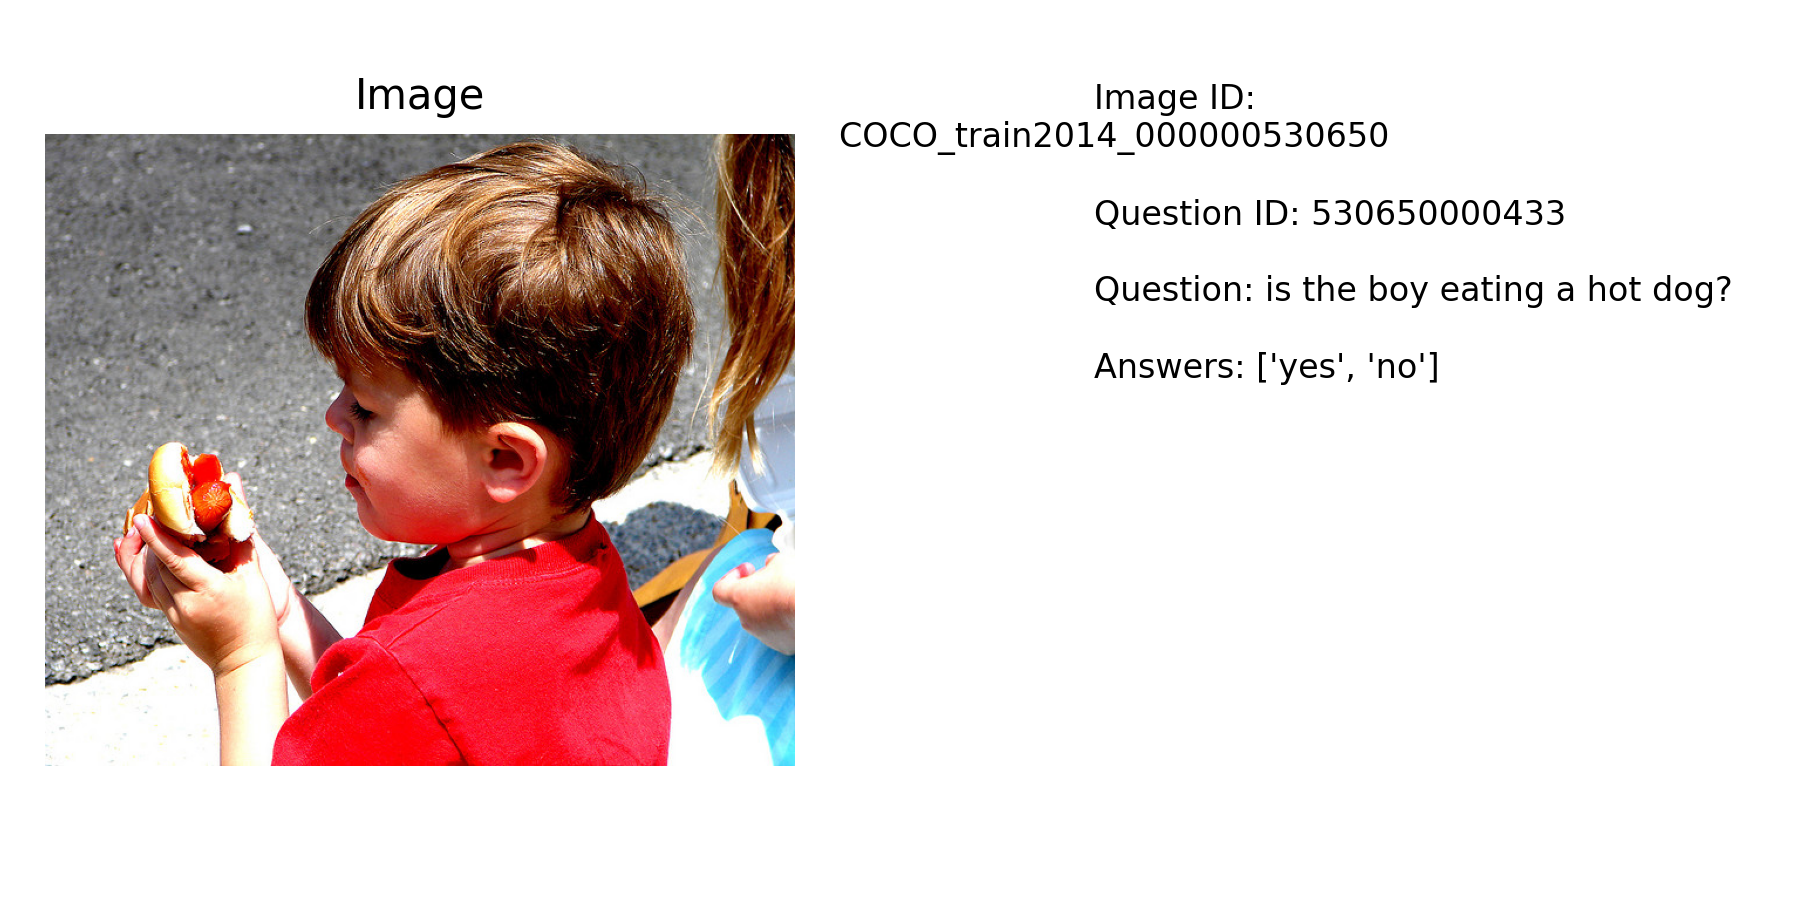 Image
Image ID:
COCO_train2014_000000530650
Question ID: 530650000433
Question: is the boy eating a hot dog?
Answers: ['yes', 'no']